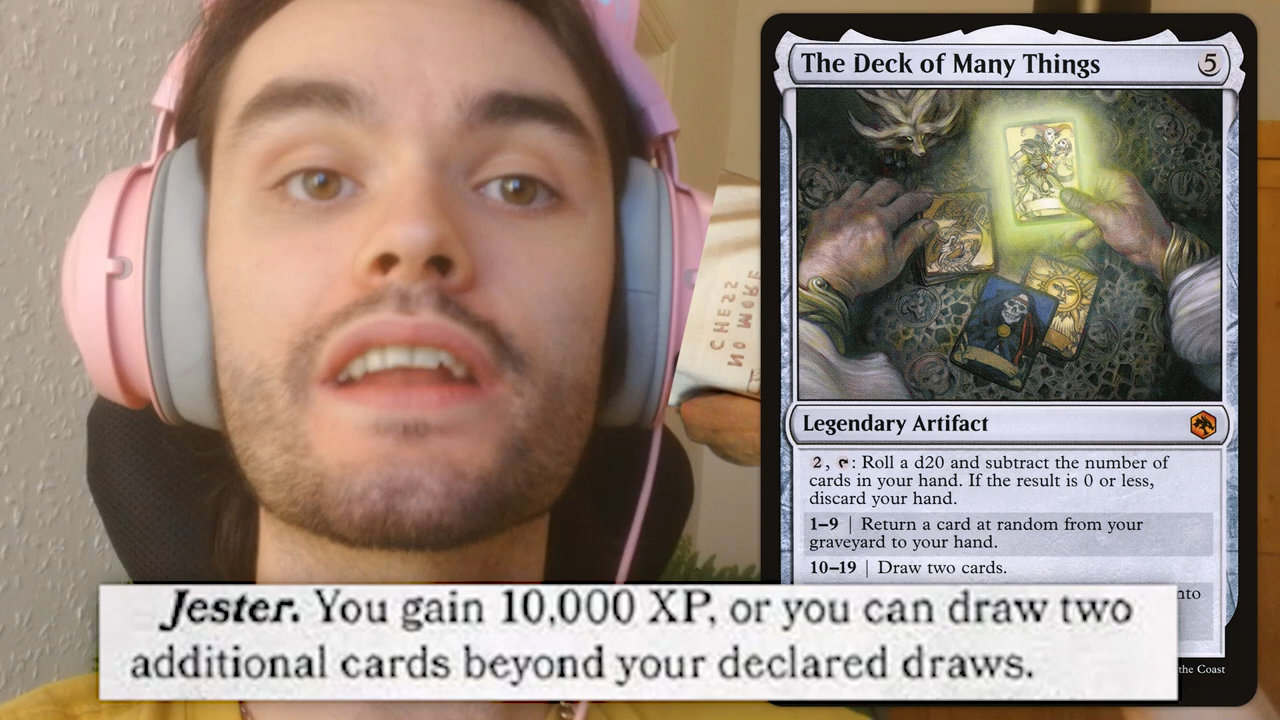 The Deck of Many Things 5
Legendary Artifact
2, T: Roll a d20 and subtract the number of
cards in your hand. If the result is 0 or less,
discard your hand.
1–9 | Return a card at random from your
graveyard to your hand.
10–19 | Draw two cards.
the Coast
Jester. You gain 10,000 XP, or you can draw two
additional cards beyond your declared draws.
NO MORE
CHESS